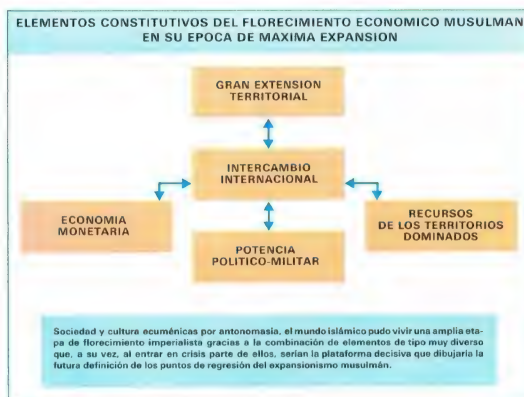 ELEMENTOS CONSTITUTIVOS DEL FLORECIMIENTO ECONOMICO MUSULMAN
EN SU EPOCA DE MAXIMA EXPANSION
GRAN EXTENSION
TERRITORIAL
INTERCAMBIO
INTERNACIONAL
ECONOMIA
MONETARIA
RECURSOS
DE LOS TERRITORIOS
DOMINADOS
POTENCIA
POLITICO-MILITAR
Sociedad y cultura ecuménicas por antonomasia, el mundo islámico pudo vivir una amplia eta-
pa de florecimiento imperialista gracias a la combinación de elementos de tipo muy diverso
que, a su vez, al entrar en crisis parte de ellos, serían la plataforma decisiva que dibujaría la
futura definición de los puntos de regresión del expansionismo musulmán.